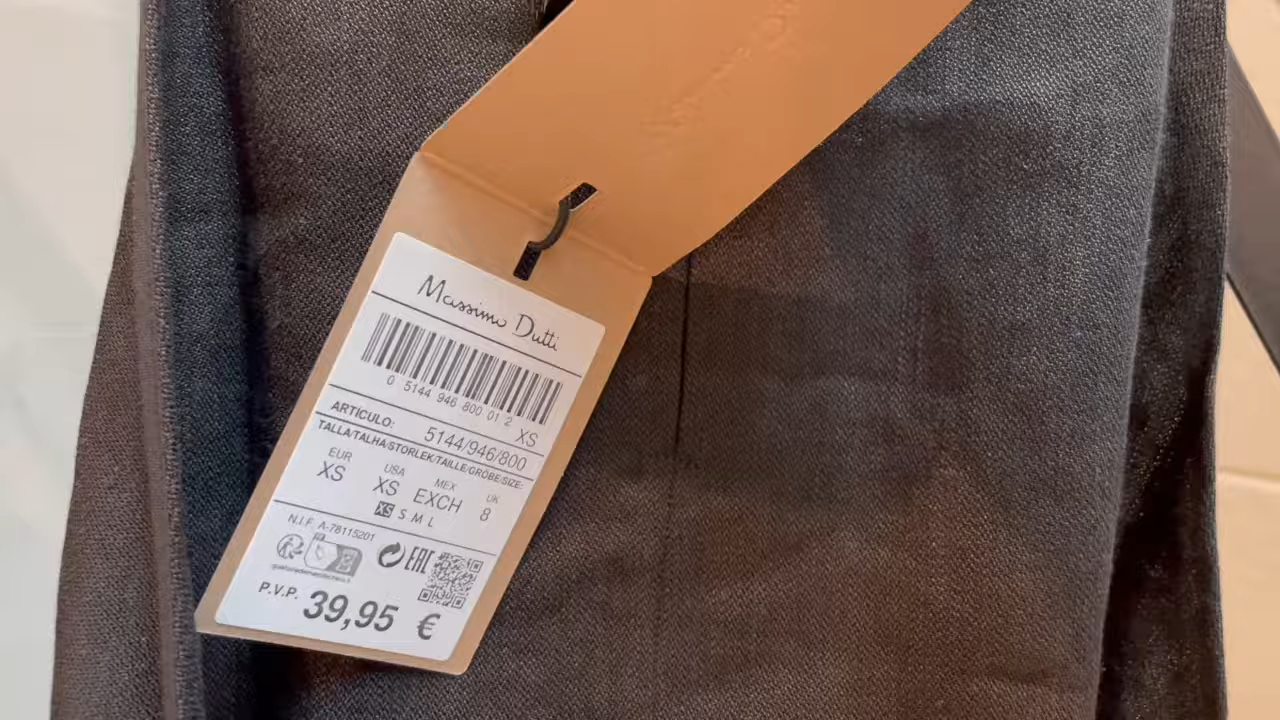 Massimo Dutti
0 5144 946 800 01 2
XS
ARTÍCULO: 5144/946/800
TALLA/TALHA/STORLEK/TAILLE/GRÖBE/SIZE:
EUR USA MEX UK
XS XS EXCH 8
XS S M L
N.I.F. A-78115201
EAC
P.V.P. 39,95 €